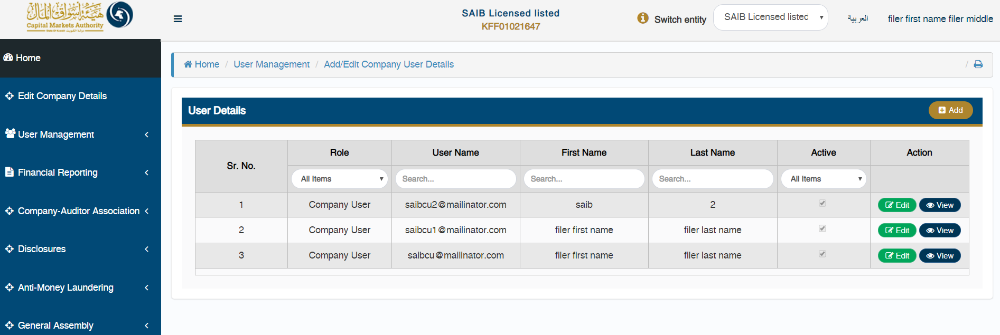 هيئة أسواق المال
Capital Markets Authority
State Of Kuwait دولة الكويت
SAIB Licensed listed
KFF01021647
Switch entity
SAIB Licensed listed
العربية
filer first name filer middle
Home
Edit Company Details
User Management
Financial Reporting
Company-Auditor Association
Disclosures
Anti-Money Laundering
General Assembly
Home / User Management / Add/Edit Company User Details /
User Details
Add
Sr. No. Role User Name First Name Last Name Active Action
All Items Search... Search... Search... All Items
1 Company User saibcu2@mailinator.com saib 2 Edit View
2 Company User saibcu1@mailinator.com filer first name filer last name Edit View
3 Company User saibcu@mailinator.com filer first name filer last name Edit View